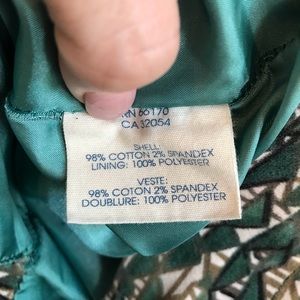 RN 66170
CA 32054
SHELL:
98% COTTON 2% SPANDEX
LINING: 100% POLYESTER
VESTE:
98% COTON 2% SPANDEX
DOUBLURE: 100% POLYESTER